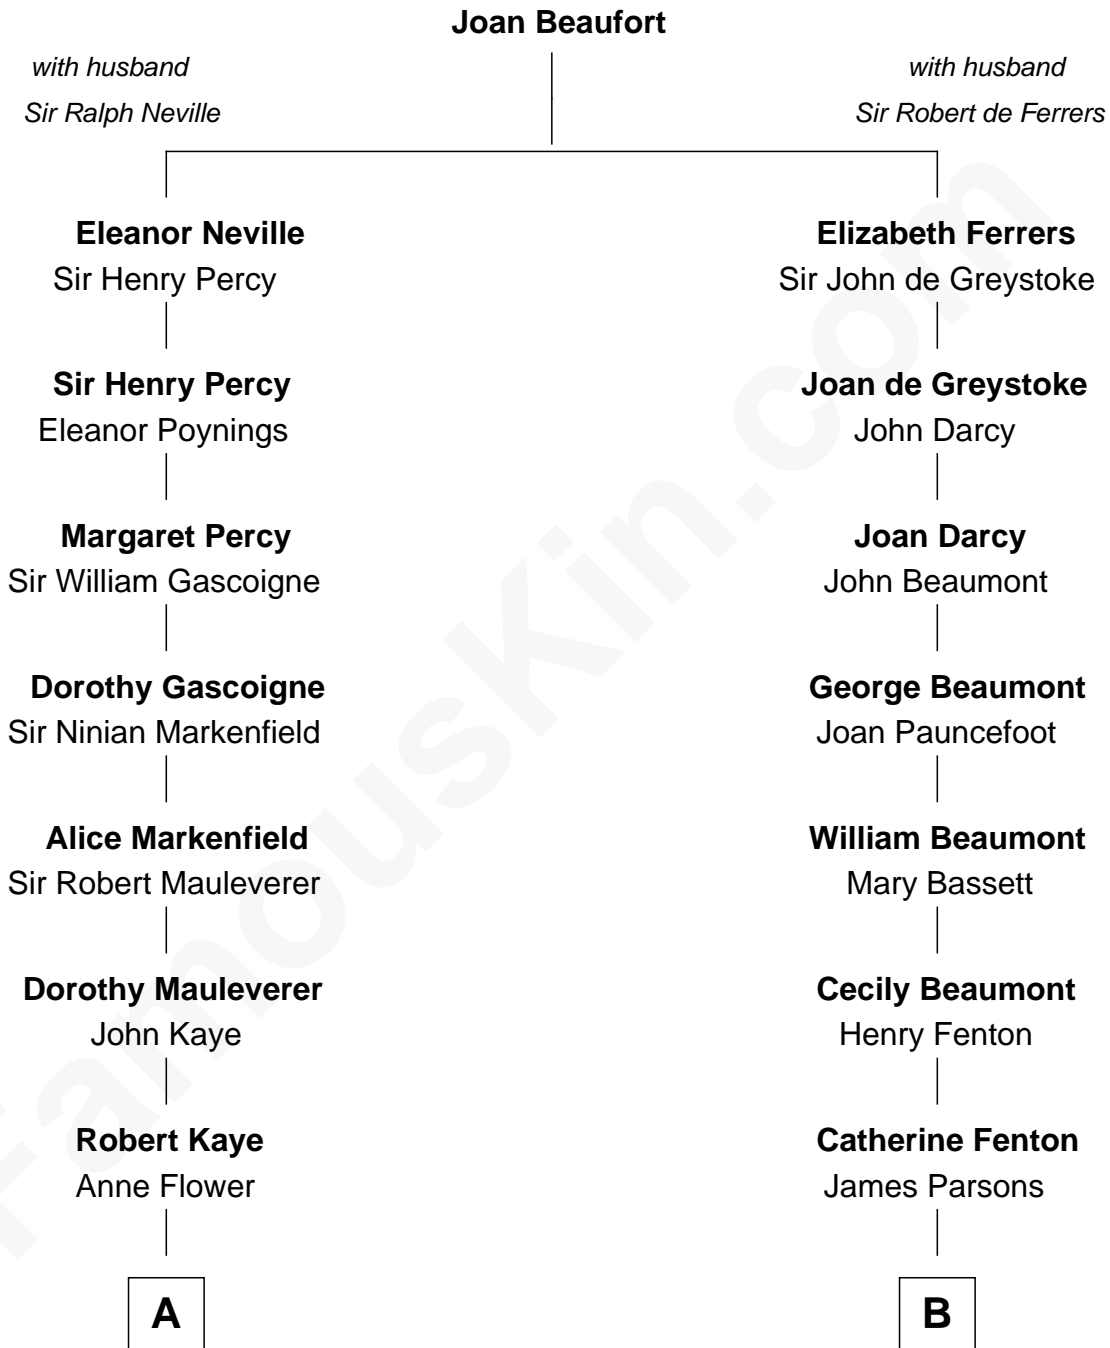 Joan Beaufort
with husband
Sir Ralph Neville
with husband
Sir Robert de Ferrers
Eleanor Neville
Sir Henry Percy
Elizabeth Ferrers
Sir John de Greystoke
Sir Henry Percy
Eleanor Poynings
Joan de Greystoke
John Darcy
Margaret Percy
Sir William Gascoigne
Joan Darcy
John Beaumont
Dorothy Gascoigne
Sir Ninian Markenfield
George Beaumont
Joan Pauncefoot
Alice Markenfield
Sir Robert Mauleverer
William Beaumont
Mary Bassett
Dorothy Mauleverer
John Kaye
Cecily Beaumont
Henry Fenton
Robert Kaye
Anne Flower
Catherine Fenton
James Parsons
A
B
FamousKin.com